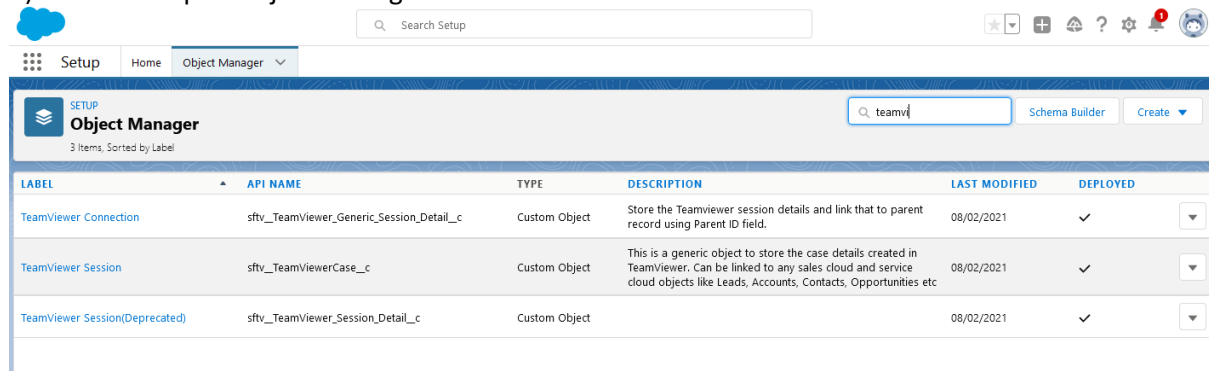 Search Setup
1
Setup Home Object Manager
SETUP
Object Manager
3 Items, Sorted by Label
teamvi
Schema Builder
Create
LABEL API NAME TYPE DESCRIPTION LAST MODIFIED DEPLOYED
TeamViewer Connection sftv__TeamViewer_Generic_Session_Detail__c Custom Object Store the Teamviewer session details and link that to parent
record using Parent ID field. 08/02/2021
TeamViewer Session sftv__TeamViewerCase__c Custom Object This is a generic object to store the case details created in
TeamViewer. Can be linked to any sales cloud and service
cloud objects like Leads, Accounts, Contacts, Opportunities etc 08/02/2021
TeamViewer Session(Deprecated) sftv__TeamViewer_Session_Detail__c Custom Object 08/02/2021